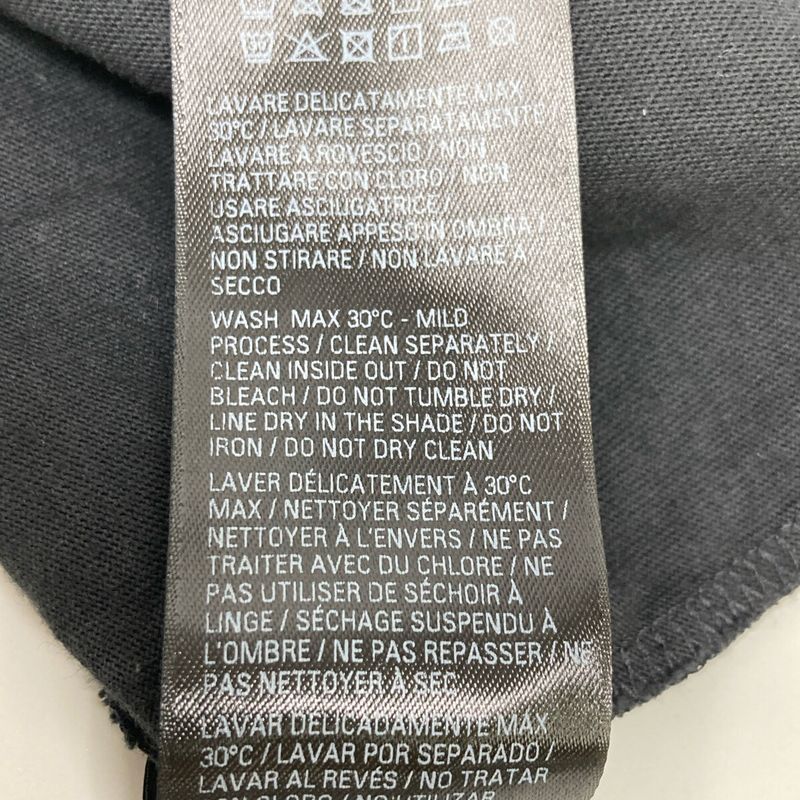 LAVARE DELICATAMENTE MAX
30°C / LAVARE SEPARATAMENTE
LAVARE A ROVESCIO / NON
TRATTARE CON CLORO / NON
USARE ASCIUGATRICE /
ASCIUGARE APPESO IN OMBRA /
NON STIRARE / NON LAVARE A
SECCO
WASH MAX 30°C - MILD
PROCESS / CLEAN SEPARATELY /
CLEAN INSIDE OUT / DO NOT
BLEACH / DO NOT TUMBLE DRY /
LINE DRY IN THE SHADE / DO NOT
IRON / DO NOT DRY CLEAN
LAVER DÉLICATEMENT À 30°C
MAX / NETTOYER SÉPARÉMENT /
NETTOYER À L'ENVERS / NE PAS
TRAITER AVEC DU CHLORE / NE
PAS UTILISER DE SÉCHOIR À
LINGE / SÉCHAGE SUSPENDU À
L'OMBRE / NE PAS REPASSER / NE
PAS NETTOYER À SEC
LAVAR DELICADAMENTE MÁX
30°C / LAVAR POR SEPARADO /
LAVAR AL REVÉS / NO TRATAR
CLORO / NO UTILIZAR